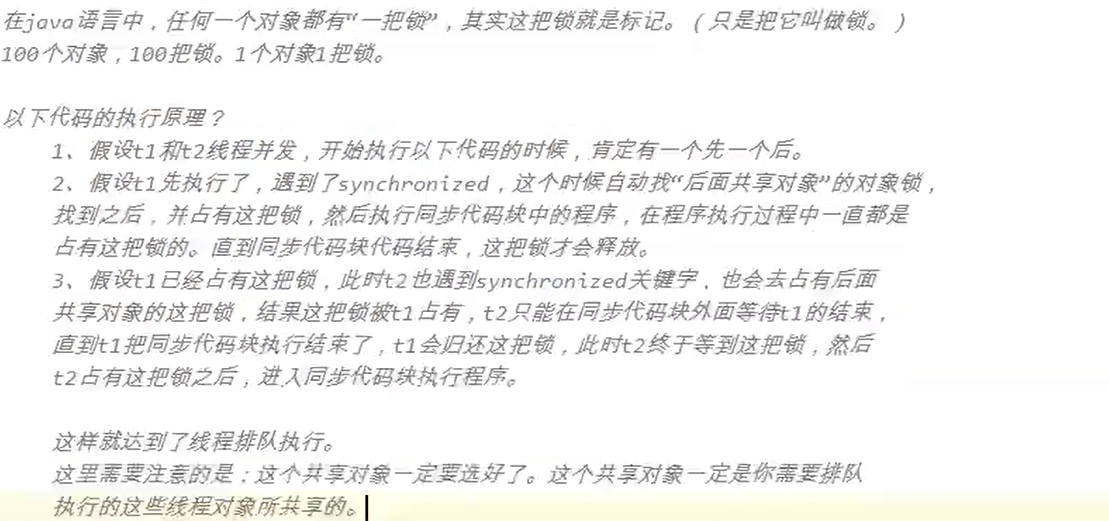 在java语言中，任何一个对象都有“一把锁”，其实这把锁就是标记。（只是把它叫做锁。）
100个对象，100把锁。1个对象1把锁。
以下代码的执行原理？
1、假设t1和t2线程并发，开始执行以下代码的时候，肯定有一个先一个后。
2、假设t1先执行了，遇到了synchronized，这个时候自动找“后面共享对象”的对象锁，
找到之后，并占有这把锁，然后执行同步代码块中的程序，在程序执行过程中一直都是
占有这把锁的。直到同步代码块代码结束，这把锁才会释放。
3、假设t1已经占有这把锁，此时t2也遇到synchronized关键字，也会去占有后面
共享对象的这把锁，结果这把锁被t1占有，t2只能在同步代码块外面等待t1的结束，
直到t1把同步代码块执行结束了，t1会归还这把锁，此时t2终于等到这把锁，然后
t2占有这把锁之后，进入同步代码块执行程序。
这样就达到了线程排队执行。
这里需要注意的是：这个共享对象一定要选好了。这个共享对象一定是你需要排队
执行的这些线程对象所共享的。